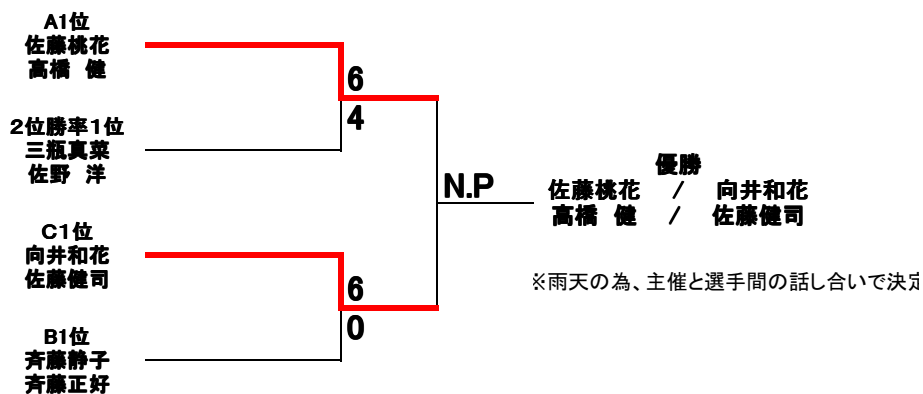 A1位
佐藤桃花
高橋 健
6
4
2位勝率1位
三瓶真菜
佐野 洋
N.P
優勝
佐藤桃花 / 向井和花
高橋 健 / 佐藤健司
C1位
向井和花
佐藤健司
※雨天の為、主催と選手間の話し合いで決定
6
0
B1位
斉藤静子
斉藤正好